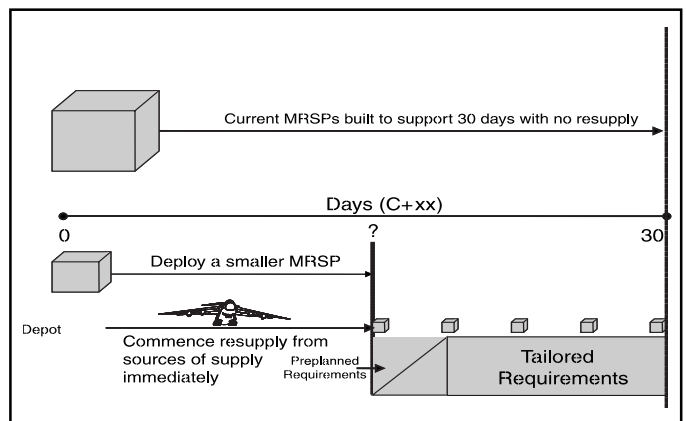 Current MRSPs built to support 30 days with no resupply
Days (C+xx)
0
?
30
Deploy a smaller MRSP
Depot
Commence resupply from
sources of supply
immediately
Preplanned
Requirements
Tailored
Requirements